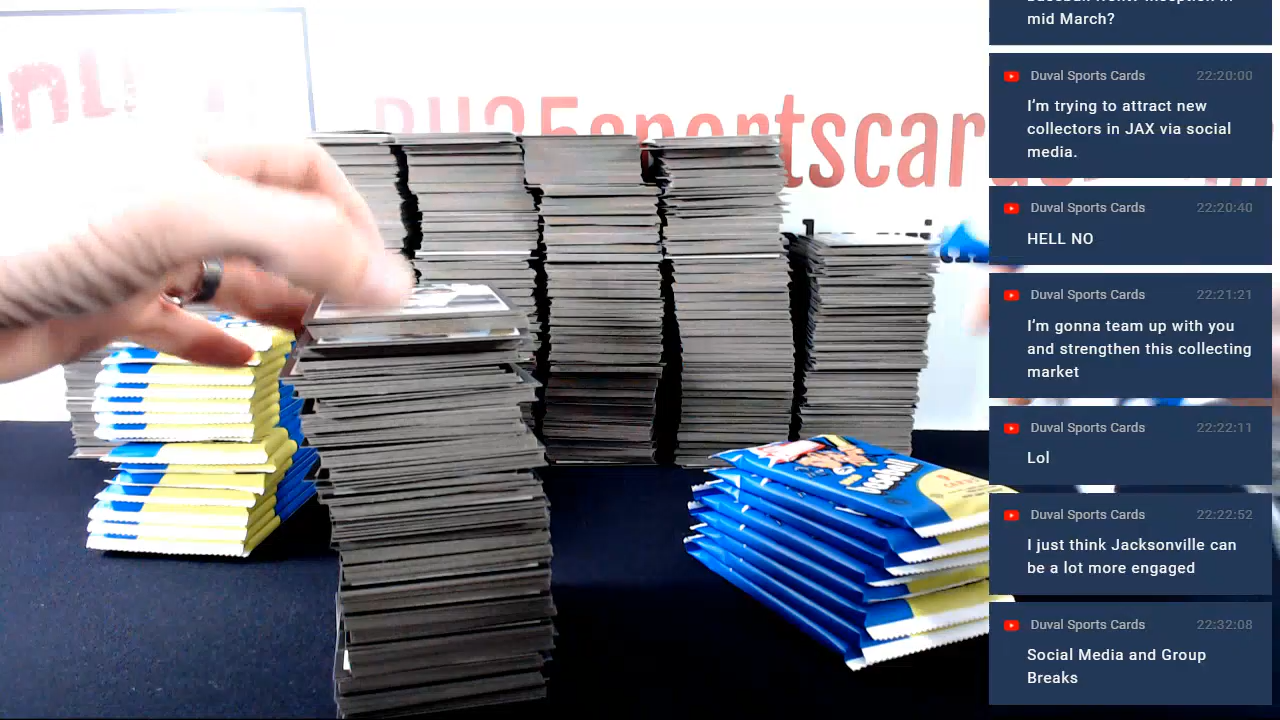 mid March?
Duval Sports Cards 22:20:00
I'm trying to attract new
collectors in JAX via social
media.
Duval Sports Cards 22:20:40
HELL NO
Duval Sports Cards 22:21:21
I'm gonna team up with you
and strengthen this collecting
market
Duval Sports Cards 22:22:11
Lol
Duval Sports Cards 22:22:52
I just think Jacksonville can
be a lot more engaged
Duval Sports Cards 22:32:08
Social Media and Group
Breaks